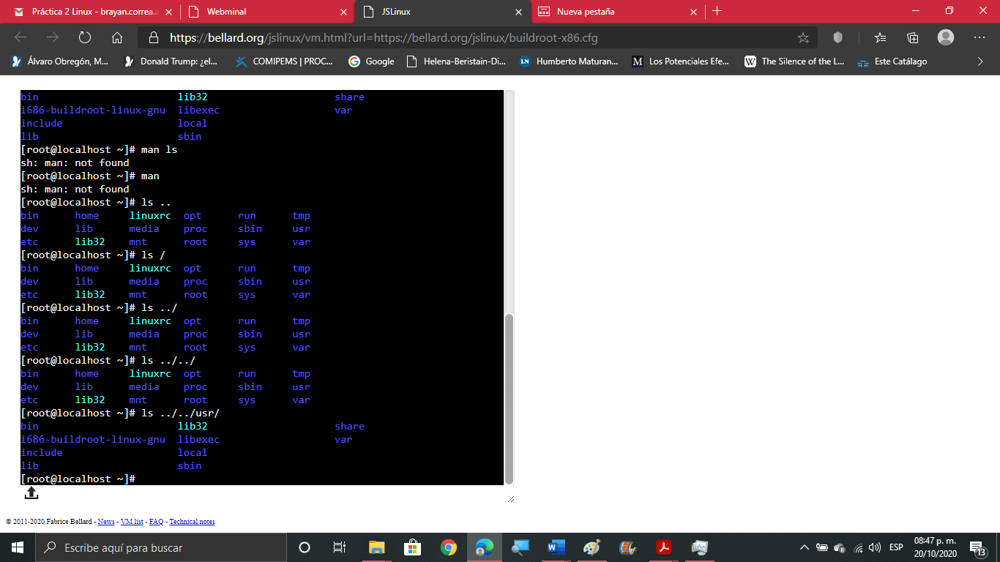 Práctica 2 Linux - brayan.correa.a
Webminal
JSLinux
Nueva pestaña
https://bellard.org/jslinux/vm.html?url=https://bellard.org/jslinux/buildroot-x86.cfg
Álvaro Obregón, M...
Donald Trump: ¿el...
COMIPEMS | PROC...
Google
Helena-Beristain-Di...
LN Humberto Maturan...
M Los Potenciales Efe...
W The Silence of the L...
Este Catálago
bin lib32 share
i686-buildroot-linux-gnu libexec var
include local
lib sbin
[root@localhost ~]# man ls
sh: man: not found
[root@localhost ~]# man
sh: man: not found
[root@localhost ~]# ls ..
bin home linuxrc opt run tmp
dev lib media proc sbin usr
etc lib32 mnt root sys var
[root@localhost ~]# ls /
bin home linuxrc opt run tmp
dev lib media proc sbin usr
etc lib32 mnt root sys var
[root@localhost ~]# ls ../
bin home linuxrc opt run tmp
dev lib media proc sbin usr
etc lib32 mnt root sys var
[root@localhost ~]# ls ../../
bin home linuxrc opt run tmp
dev lib media proc sbin usr
etc lib32 mnt root sys var
[root@localhost ~]# ls ../../usr/
bin lib32 share
i686-buildroot-linux-gnu libexec var
include local
lib sbin
[root@localhost ~]#
© 2011-2020 Fabrice Bellard - News - VM list - FAQ - Technical notes
Escribe aquí para buscar
ESP
08:47 p. m.
20/10/2020
13